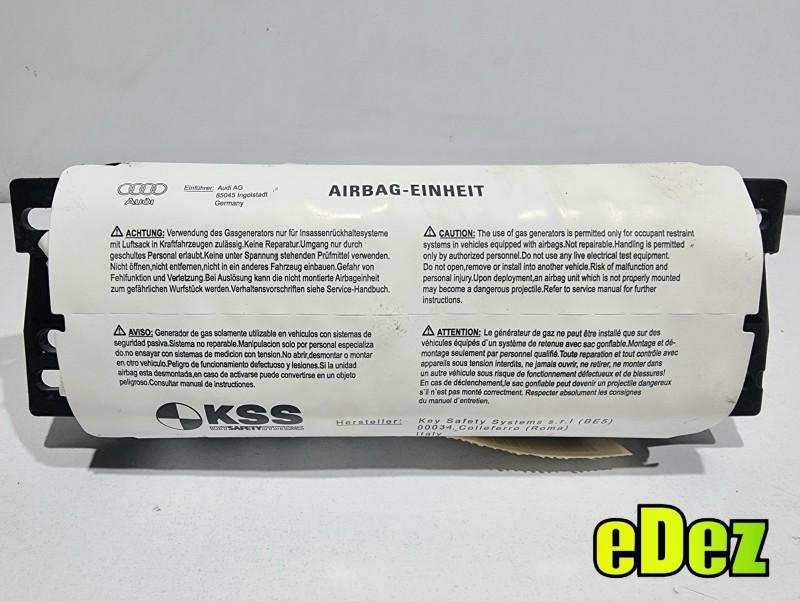 Audi
Einführer: Audi AG
85045 Ingolstadt
Germany
AIRBAG-EINHEIT
ACHTUNG: Verwendung des Gasgenerators nur für Insassenrückhaltesysteme
mit Luftsack in Kraftfahrzeugen zulässig.Keine Reparatur.Umgang nur durch
geschultes Personal erlaubt.Keine unter Spannung stehenden Prüfmittel verwenden.
Nicht öffnen,nicht entfernen,nicht in ein anderes Fahrzeug einbauen.Gefahr von
Fehlfunktion und Verletzung.Bei Auslösung kann die nicht montierte Airbageinheit
zum gefährlichen Wurfstück werden.Verhaltensvorschriften siehe Service-Handbuch.
CAUTION: The use of gas generators is permitted only for occupant restraint
systems in vehicles equipped with airbags.Not repairable.Handling is permitted
only by authorized personnel.Do not use any live electrical test equipment.
Do not open,remove or install into another vehicle.Risk of malfunction and
personal injury.Upon deployment,an airbag unit which is not properly mounted
may become a dangerous projectile.Refer to service manual for further
instructions.
AVISO: Generador de gas solamente utilizable en vehiculos con sistemas de
seguridad pasiva.Sistema no reparable.Manipulacion solo por personal especializa
do.no ensayar con sistemas de medicion con tension.No abrir,desmontar o montar
en otro vehiculo.Peligro de funcionamiento defectuoso y lesiones.Si la unidad
airbag esta desmontada,en caso de activarse puede convertirse en un objeto
peligroso.Consultar manual de instrucciones.
ATTENTION: Le générateur de gaz ne peut être installé que sur des
véhicules équipés d'un système de retenue avec sac gonflable.Montage et dé-
montage seulement par personnel qualifié.Toute reparation et tout contrôle avec
appareils sous tension interdits, ne jamais ouvrir, ne retirer, ne monter dans
un autre véhicule sous risque de fonctionnement défectueux et de blessures!
En cas de déclenchement,le sac gonflable peut devenir un projectile dangereux
s'il n'est pas monté correctment. Respecter absolument les consignes
du manuel d'entretien.
KSS
KEYSAFETYSYSTEMS
Hersteller: Key Safety Systems s.r.l (BE5)
00034 Colleferro (Roma)
Italy
eDez